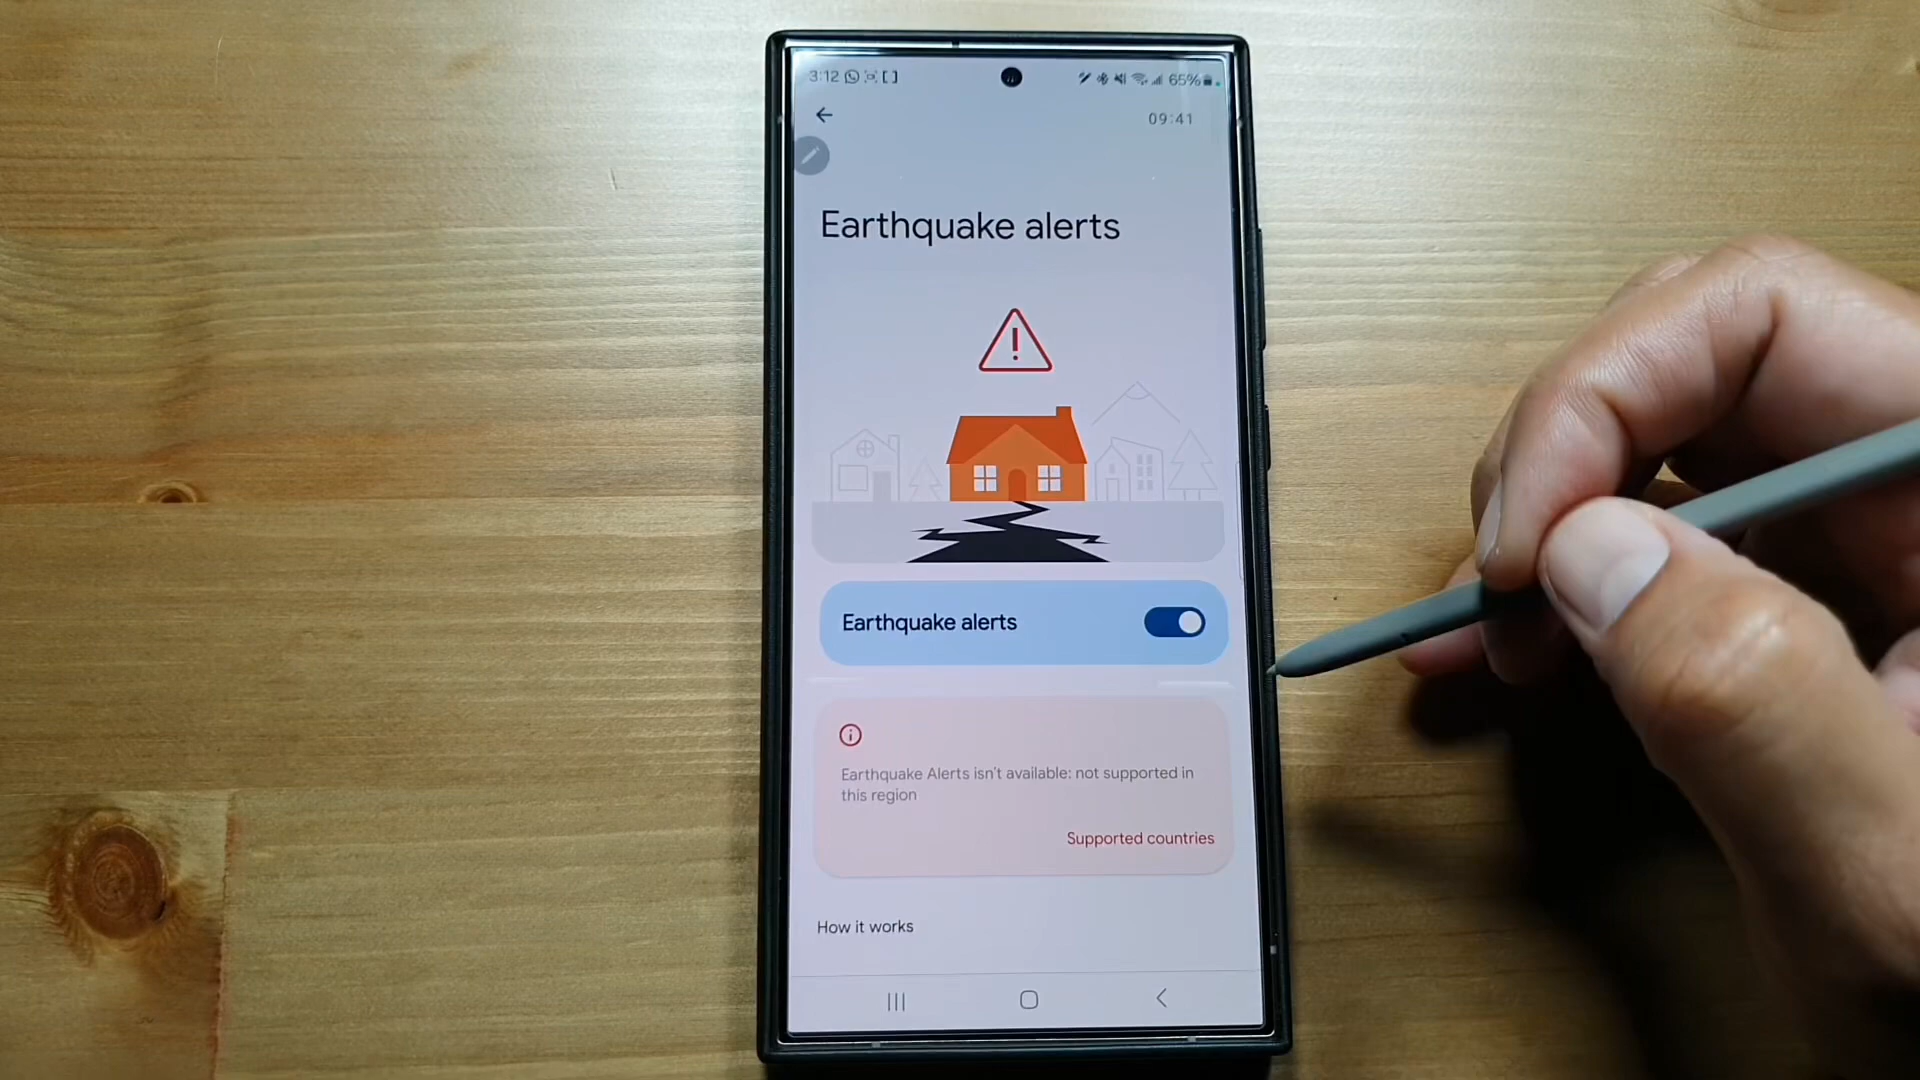 3:12 65%
09:41
Earthquake alerts
Earthquake alerts
Earthquake Alerts isn't available: not supported in
this region
Supported countries
How it works